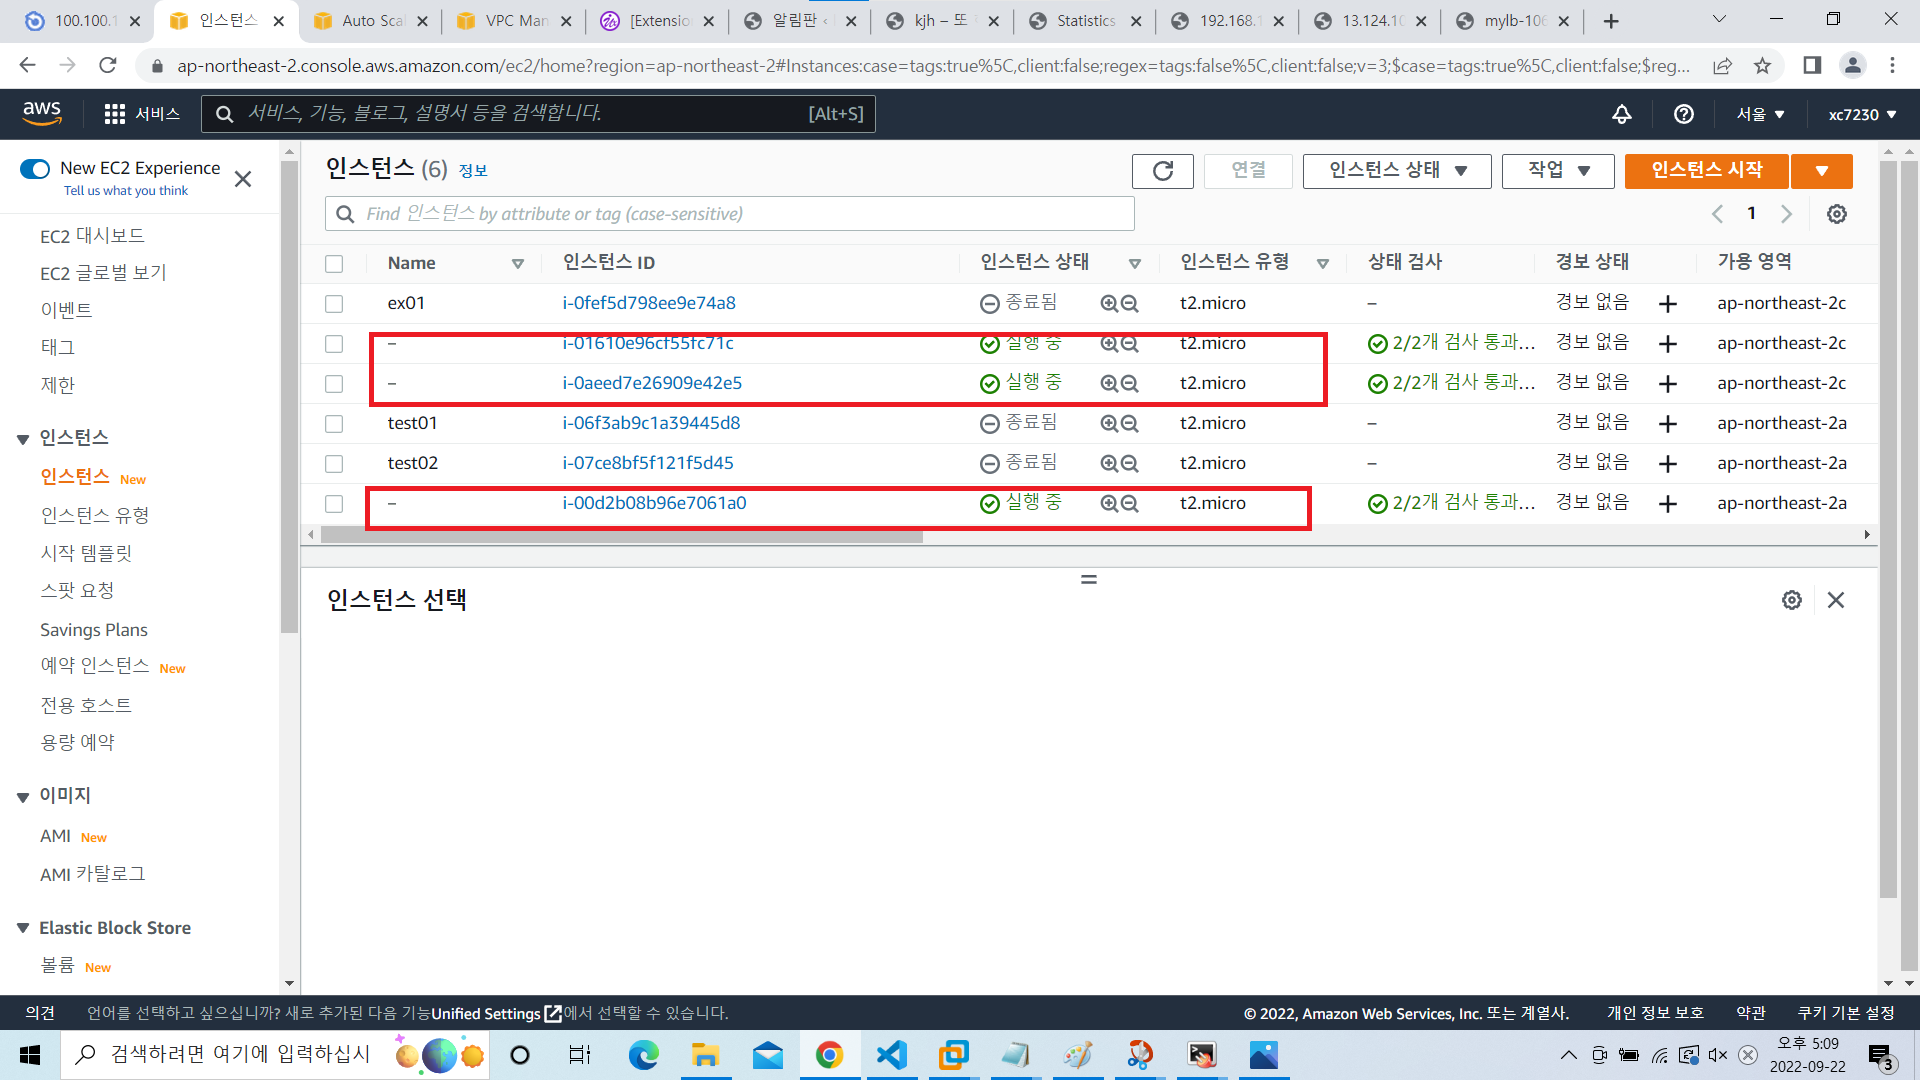 100.100.1
인스턴스
Auto Sca
VPC Man
[Extensio
알림판 ‹
kjh – 또
Statistics
192.168.1
13.124.10
mylb-106
ap-northeast-2.console.aws.amazon.com/ec2/home?region=ap-northeast-2#Instances:case=tags:true%5C,client:false;regex=tags:false%5C,client:false;v=3;$case=tags:true%5C,client:false;$reg...
aws
서비스
서비스, 기능, 블로그, 설명서 등을 검색합니다.
[Alt+S]
서울 ▼
xc7230 ▼
New EC2 Experience
Tell us what you think
EC2 대시보드
EC2 글로벌 보기
이벤트
태그
제한
인스턴스
인스턴스 New
인스턴스 유형
시작 템플릿
스팟 요청
Savings Plans
예약 인스턴스 New
전용 호스트
용량 예약
이미지
AMI New
AMI 카탈로그
Elastic Block Store
볼륨 New
인스턴스 (6) 정보
연결
인스턴스 상태 ▼
작업 ▼
인스턴스 시작
Find 인스턴스 by attribute or tag (case-sensitive)
1
Name 인스턴스 ID 인스턴스 상태 인스턴스 유형 상태 검사 경보 상태 가용 영역
ex01 i-0fef5d798ee9e74a8 종료됨 t2.micro – 경보 없음 + ap-northeast-2c
– i-01610e96cf55fc71c 실행 중 t2.micro 2/2개 검사 통과... 경보 없음 + ap-northeast-2c
– i-0aeed7e26909e42e5 실행 중 t2.micro 2/2개 검사 통과... 경보 없음 + ap-northeast-2c
test01 i-06f3ab9c1a39445d8 종료됨 t2.micro – 경보 없음 + ap-northeast-2a
test02 i-07ce8bf5f121f5d45 종료됨 t2.micro – 경보 없음 + ap-northeast-2a
– i-00d2b08b96e7061a0 실행 중 t2.micro 2/2개 검사 통과... 경보 없음 + ap-northeast-2a
인스턴스 선택
의견
언어를 선택하고 싶으십니까? 새로 추가된 다음 기능Unified Settings에서 선택할 수 있습니다.
© 2022, Amazon Web Services, Inc. 또는 계열사.
개인 정보 보호
약관
쿠키 기본 설정
검색하려면 여기에 입력하십시
오후 5:09
2022-09-22
3